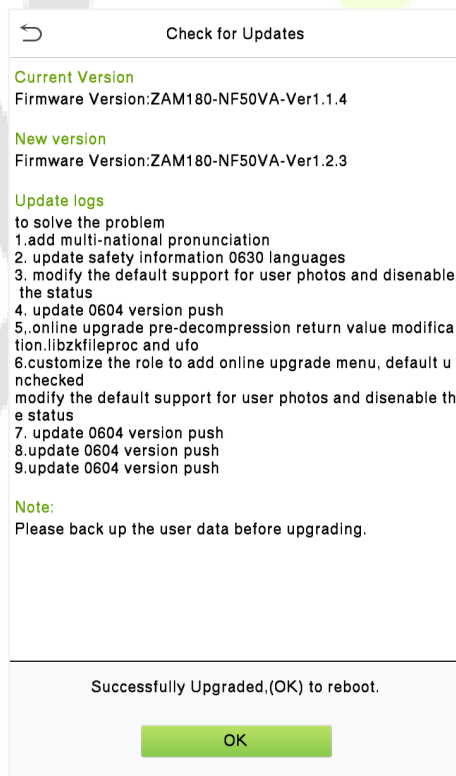 Check for Updates
Current Version
Firmware Version:ZAM180-NF50VA-Ver1.1.4
New version
Firmware Version:ZAM180-NF50VA-Ver1.2.3
Update logs
to solve the problem
1.add multi-national pronunciation
2. update safety information 0630 languages
3. modify the default support for user photos and disenable
the status
4. update 0604 version push
5,.online upgrade pre-decompression return value modifica
tion.libzkfileproc and ufo
6.customize the role to add online upgrade menu, default u
nchecked
modify the default support for user photos and disenable th
e status
7. update 0604 version push
8.update 0604 version push
9.update 0604 version push
Note:
Please back up the user data before upgrading.
Successfully Upgraded,(OK) to reboot.
OK